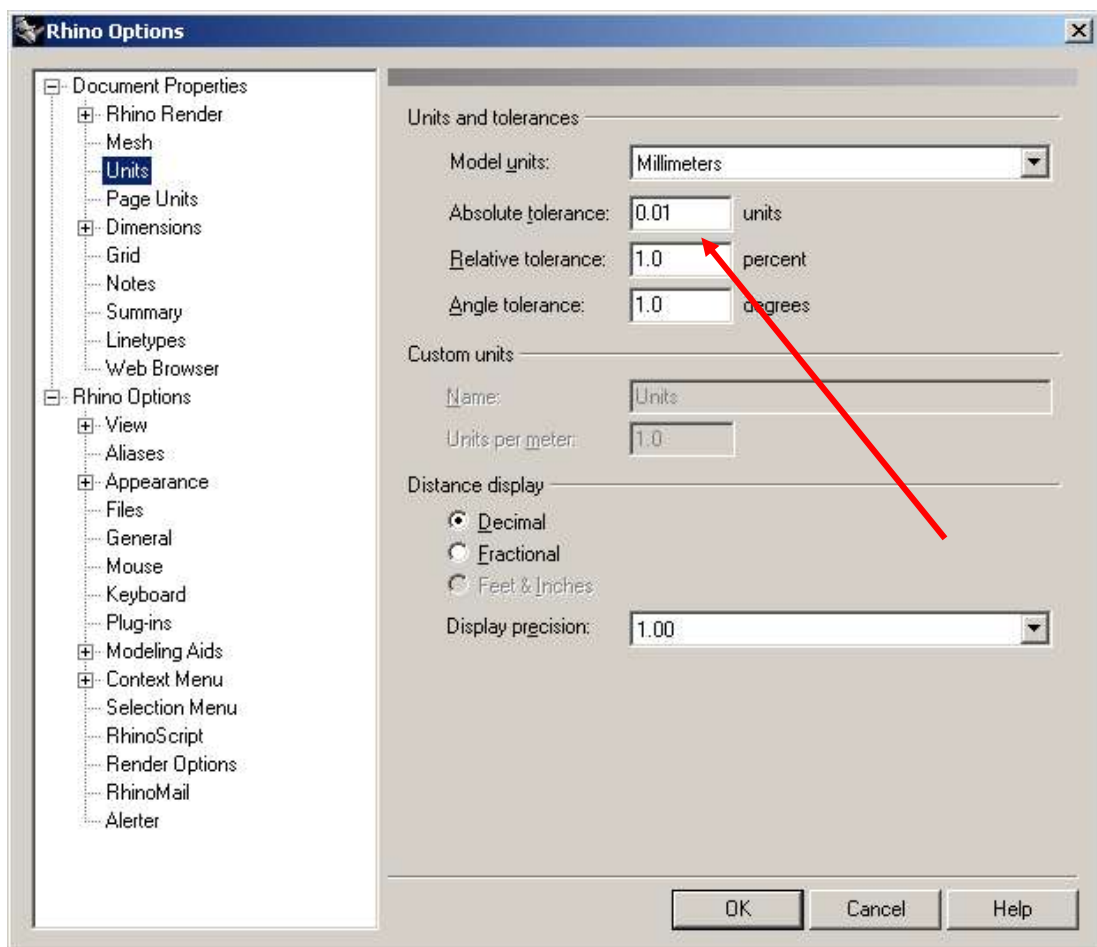 Rhino Options
Document Properties
Rhino Render
Mesh
Units
Page Units
Dimensions
Grid
Notes
Summary
Linetypes
Web Browser
Rhino Options
View
Aliases
Appearance
Files
General
Mouse
Keyboard
Plug-ins
Modeling Aids
Context Menu
Selection Menu
RhinoScript
Render Options
RhinoMail
Alerter
Units and tolerances
Model units: Millimeters
Absolute tolerance: 0.01 units
Relative tolerance: 1.0 percent
Angle tolerance: 1.0 degrees
Custom units
Name: Units
Units per meter: 1.0
Distance display
Decimal
Fractional
Feet & Inches
Display precision: 1.00
OK Cancel Help